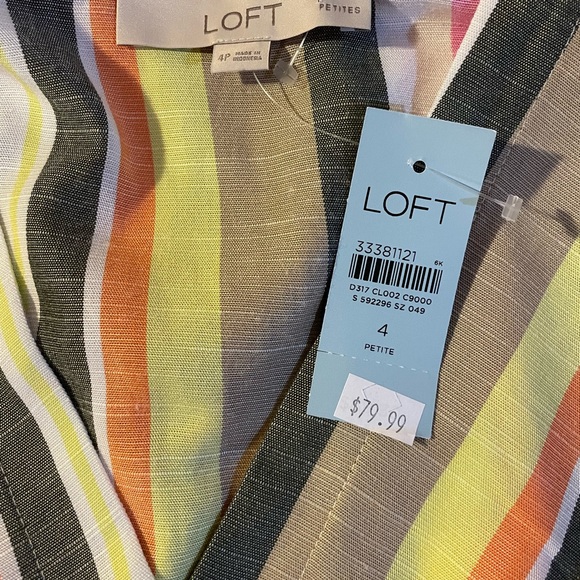 LOFT
PETITES
4P
MADE IN
INDONESIA
LOFT
33381121
6K
D317 CL002 C9000
S 592296 SZ 049
4
PETITE
$79.99